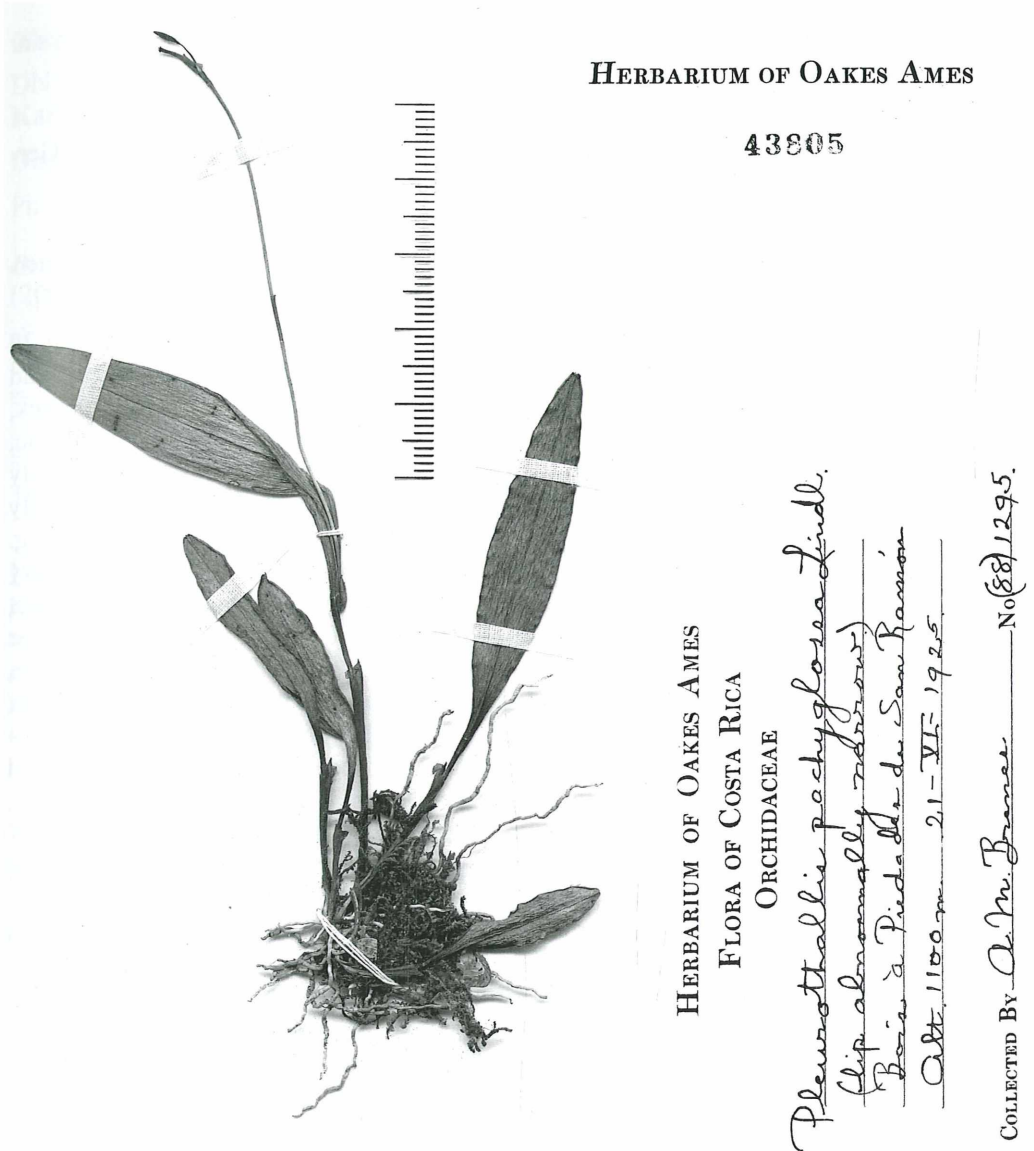 HERBARIUM OF OAKES AMES
43805
HERBARIUM OF OAKES AMES
FLORA OF COSTA RICA
ORCHIDACEAE
Pleurothallis pachyglossa Lindl.
(lip abnormally narrow)
Bois à Piedades de San Ramón
Alt. 1100 m. 21-VI-1925
COLLECTED BY A. M. Brenes No (88) 1295.